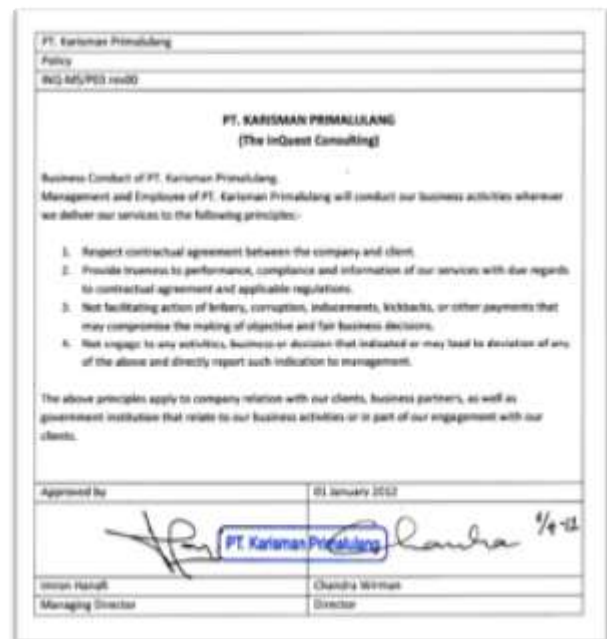 PT. Karisman Primalulang
Policy
INQ-MS/P03 rev00
PT. KARISMAN PRIMALULANG
(The InQuest Consulting)
Business Conduct of PT. Karisman Primalulang.
Management and Employee of PT. Karisman Primalulang will conduct our business activities wherever
we deliver our services to the following principles:-
1. Respect contractual agreement between the company and client.
2. Provide trueness to performance, compliance and information of our services with due regards
to contractual agreement and applicable regulations.
3. Not facilitating action of bribery, corruption, inducements, kickbacks, or other payments that
may compromise the making of objective and fair business decisions.
4. Not engage to any activities, business or decision that indicated or may lead to deviation of any
of the above and directly report such indication to management.
The above principles apply to company relation with our clients, business partners, as well as
government institution that relate to our business activities or in part of our engagement with our
clients.
Approved by 01 January 2012
PT. Karisman Primalulang
Imron Hanafi Chandra Wirman
Managing Director Director